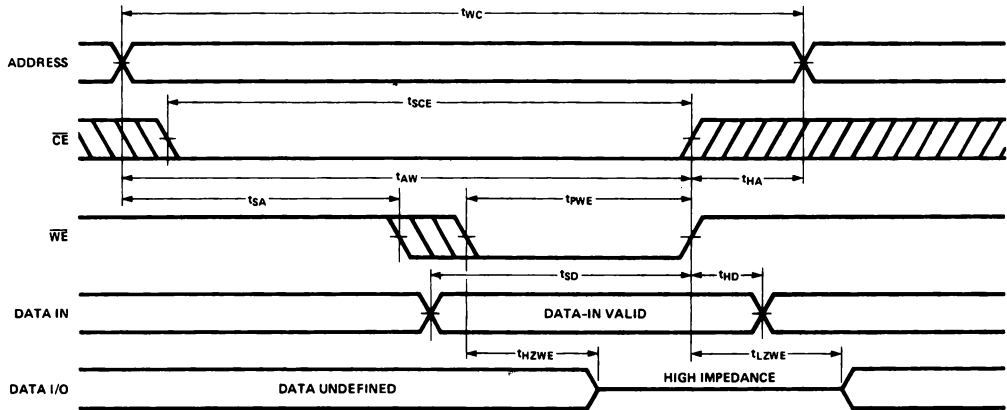 tWC
ADDRESS
tSCE
CE
tAW
tHA
tSA
tPWE
WE
tSD
tHD
DATA IN
DATA-IN VALID
tHZWE
tLZWE
DATA I/O
DATA UNDEFINED
HIGH IMPEDANCE